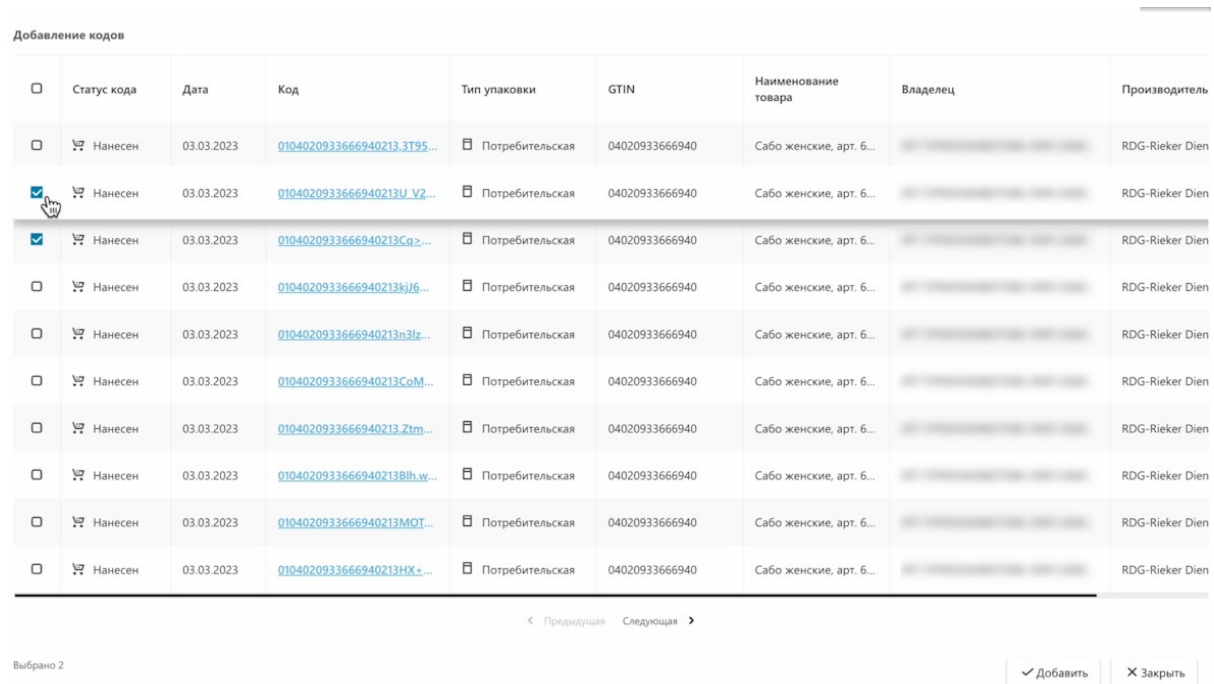 Добавление кодов
Статус кода Дата Код Тип упаковки GTIN Наименование товара Владелец Производитель
Нанесен 03.03.2023 0104020933666940213,3T95... Потребительская 04020933666940 Сабо женские, арт. 6... RDG-Rieker Dien
Нанесен 03.03.2023 0104020933666940213U_V2... Потребительская 04020933666940 Сабо женские, арт. 6... RDG-Rieker Dien
Нанесен 03.03.2023 0104020933666940213Cq>... Потребительская 04020933666940 Сабо женские, арт. 6... RDG-Rieker Dien
Нанесен 03.03.2023 0104020933666940213kjJ6... Потребительская 04020933666940 Сабо женские, арт. 6... RDG-Rieker Dien
Нанесен 03.03.2023 Потребительская 04020933666940 Сабо женские, арт. 6... RDG-Rieker Dien
Нанесен 03.03.2023 0104020933666940213CoM... Потребительская 04020933666940 Сабо женские, арт. 6... RDG-Rieker Dien
Нанесен 03.03.2023 0104020933666940213.Ztm... Потребительская 04020933666940 Сабо женские, арт. 6... RDG-Rieker Dien
Нанесен 03.03.2023 0104020933666940213Blh.w... Потребительская 04020933666940 Сабо женские, арт. 6... RDG-Rieker Dien
Нанесен 03.03.2023 0104020933666940213MOT... Потребительская 04020933666940 Сабо женские, арт. 6... RDG-Rieker Dien
Нанесен 03.03.2023 0104020933666940213HX+... Потребительская 04020933666940 Сабо женские, арт. 6... RDG-Rieker Dien
Предыдущая Следующая
Выбрано 2
Добавить Закрыть